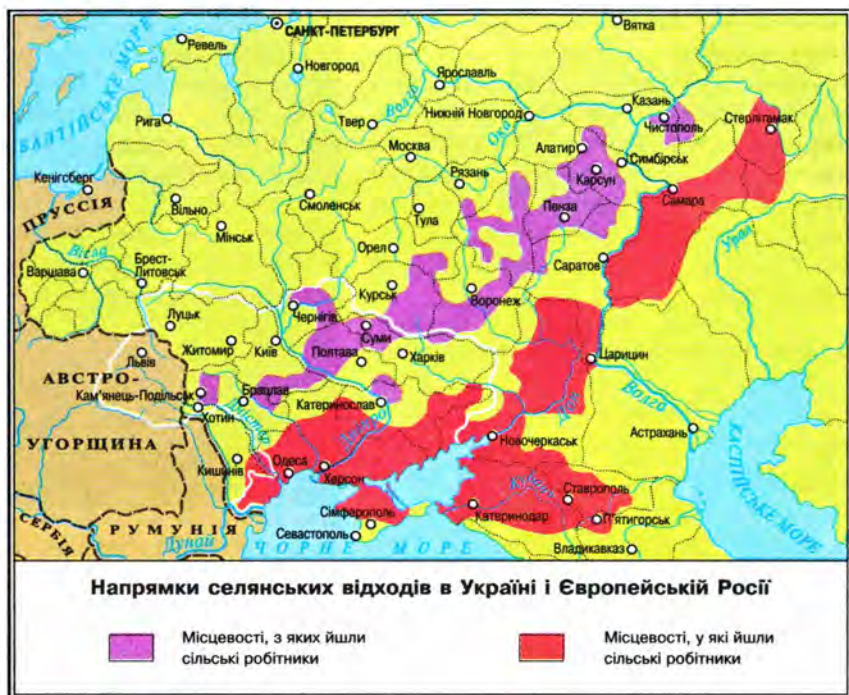 САНКТ-ПЕТЕРБУРГ
Вятка
Ревель
Новгород
Ярославль
БАЛТІЙСЬКЕ МОРЕ
Волга
Казань
Нижній Новгород
Чистополь
Стерлітамак
Рига
Твер
Ока
Алатир
Москва
Симбірськ
Кенігсберг
Рязань
Карсун
ПРУССІЯ
Вільно
Смоленськ
Самара
Тула
Пенза
Мінськ
Урал
Вісла
Орел
Брест-
Литовськ
Саратов
Варшава
Курськ
Воронеж
Чернігів
Луцьк
Суми
Житомир
Київ
Харків
Полтава
Царицин
Львів
АВСТРО-
УГОРЩИНА
Волга
Кам'янець-Подільськ
Брацлав
Катеринослав
Дон
Хотин
Дністер
Дніпро
Астрахань
Новочеркаськ
Кишинів
Одеса
Херсон
КАСПІЙСЬКЕ МОРЕ
Кубань
Ставрополь
СЕРБІЯ
РУМУНІЯ
Сімферополь
Катеринодар
П'ятигорськ
Дунай
Севастополь
ЧОРНЕ МОРЕ
Владикавказ
Напрямки селянських відходів в Україні і Європейській Росії
Місцевості, з яких йшли
сільські робітники
Місцевості, у які йшли
сільські робітники